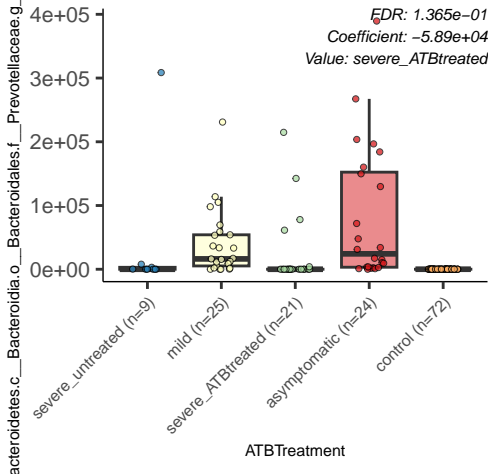 FDR: 1.365e−01
Coefficient: −5.89e+04
Value: severe_ATBtreated
4e+05
3e+05
2e+05
1e+05
0e+00
acteroidetes.c__Bacteroidia.o__Bacteroidales.f__Prevotellaceae.g_
severe_untreated (n=9)
mild (n=25)
severe_ATBtreated (n=21)
asymptomatic (n=24)
control (n=72)
ATBTreatment